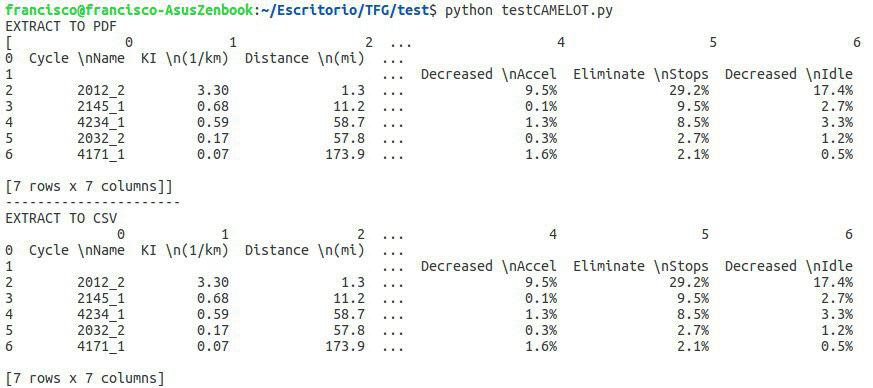 francisco@francisco-AsusZenbook:~/Escritorio/TFG/test$ python testCAMELOT.py
EXTRACT TO PDF
[              0           1                 2  ...                   4                  5                 6
0  Cycle \nName  KI \n(1/km)  Distance \n(mi)  ...
1                                               ...  Decreased \nAccel  Eliminate \nStops  Decreased \nIdle
2        2012_2         3.30              1.3  ...               9.5%              29.2%             17.4%
3        2145_1         0.68             11.2  ...               0.1%               9.5%              2.7%
4        4234_1         0.59             58.7  ...               1.3%               8.5%              3.3%
5        2032_2         0.17             57.8  ...               0.3%               2.7%              1.2%
6        4171_1         0.07            173.9  ...               1.6%               2.1%              0.5%
[7 rows x 7 columns]]
----------------------
EXTRACT TO CSV
              0            1                2  ...                  4                  5                 6
0  Cycle \nName  KI \n(1/km)  Distance \n(mi)  ...
1                                              ...  Decreased \nAccel  Eliminate \nStops  Decreased \nIdle
2        2012_2         3.30              1.3  ...               9.5%              29.2%             17.4%
3        2145_1         0.68             11.2  ...               0.1%               9.5%              2.7%
4        4234_1         0.59             58.7  ...               1.3%               8.5%              3.3%
5        2032_2         0.17             57.8  ...               0.3%               2.7%              1.2%
6        4171_1         0.07            173.9  ...               1.6%               2.1%              0.5%
[7 rows x 7 columns]